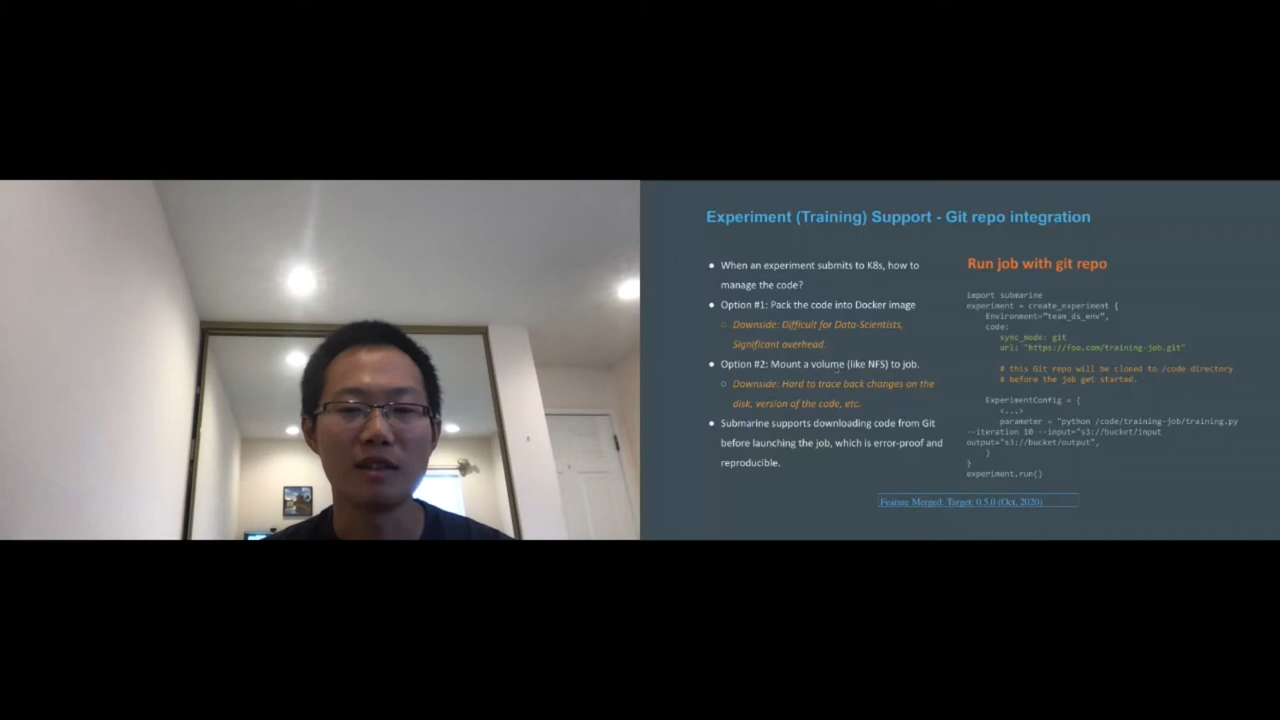 Experiment (Training) Support - Git repo integration
When an experiment submits to K8s, how to
manage the code?
Option #1: Pack the code into Docker image
Downside: Difficult for Data-Scientists,
Significant overhead.
Option #2: Mount a volume (like NFS) to job.
Downside: Hard to trace back changes on the
disk, version of the code, etc.
Submarine supports downloading code from Git
before launching the job, which is error-proof and
reproducible.
Run job with git repo
import submarine
experiment = create_experiment {
Environment="team_ds_env",
code:
sync_mode: git
url: "https://foo.com/training-job.git"
# this Git repo will be cloned to /code directory
# before the job get started.
ExperimentConfig = {
<...>
parameter = "python /code/training-job/training.py
--iteration 10 --input="s3://bucket/input
output="s3://bucket/output",
}
}
experiment.run()
Feature Merged: Target: 0.5.0 (Oct, 2020)